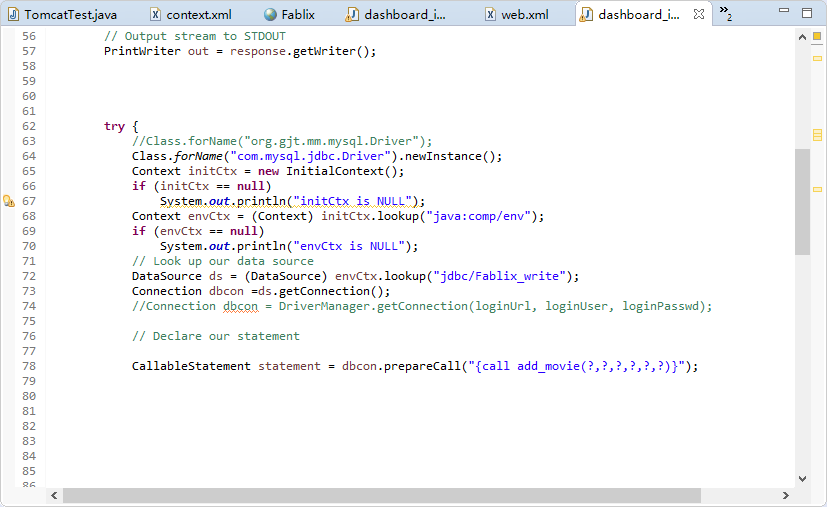 TomcatTest.java context.xml Fablix dashboard_i... web.xml dashboard_i... »2
56 // Output stream to STDOUT
57 PrintWriter out = response.getWriter();
58
59
60
61
62 try {
63 //Class.forName("org.gjt.mm.mysql.Driver");
64 Class.forName("com.mysql.jdbc.Driver").newInstance();
65 Context initCtx = new InitialContext();
66 if (initCtx == null)
67 System.out.println("initCtx is NULL");
68 Context envCtx = (Context) initCtx.lookup("java:comp/env");
69 if (envCtx == null)
70 System.out.println("envCtx is NULL");
71 // Look up our data source
72 DataSource ds = (DataSource) envCtx.lookup("jdbc/Fablix_write");
73 Connection dbcon =ds.getConnection();
74 //Connection dbcon = DriverManager.getConnection(loginUrl, loginUser, loginPasswd);
75
76 // Declare our statement
77
78 CallableStatement statement = dbcon.prepareCall("{call add_movie(?,?,?,?,?,?)}");
79
80
81
82
83
84
85
86